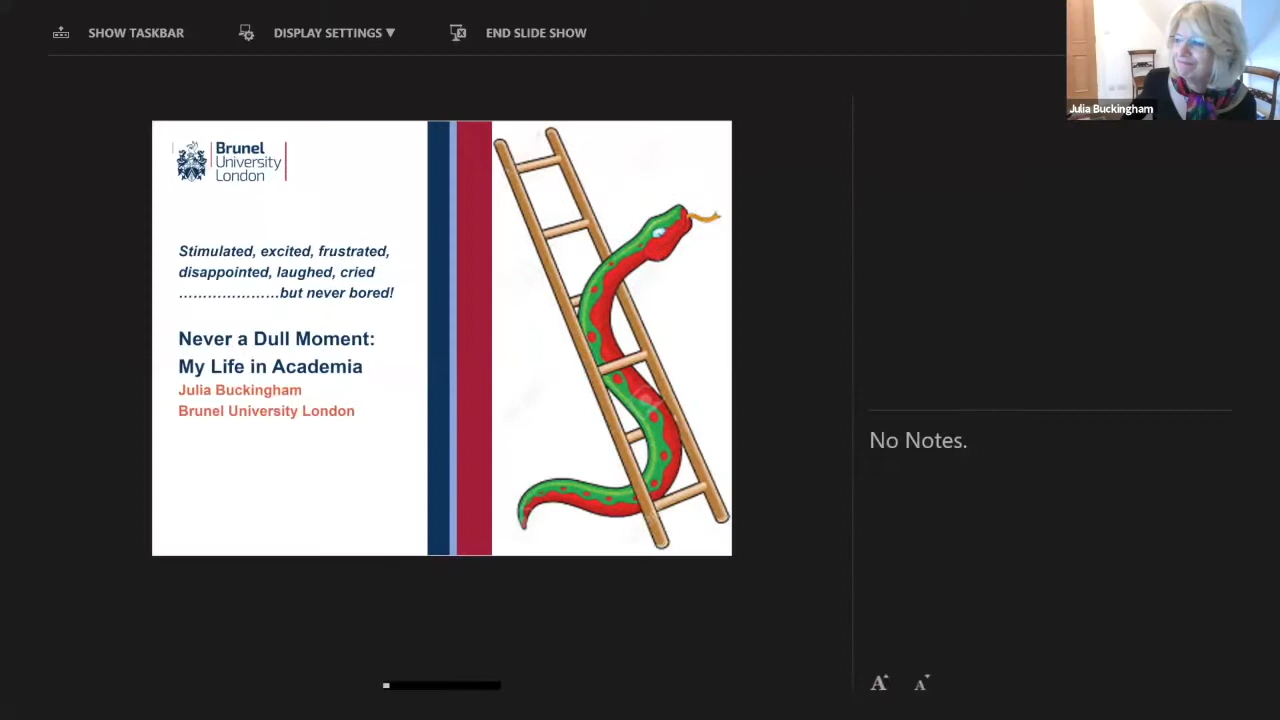 SHOW TASKBAR
DISPLAY SETTINGS ▼
END SLIDE SHOW
Julia Buckingham
Brunel
University
London
Stimulated, excited, frustrated,
disappointed, laughed, cried
…………………but never bored!
Never a Dull Moment:
My Life in Academia
Julia Buckingham
Brunel University London
No Notes.
A
A